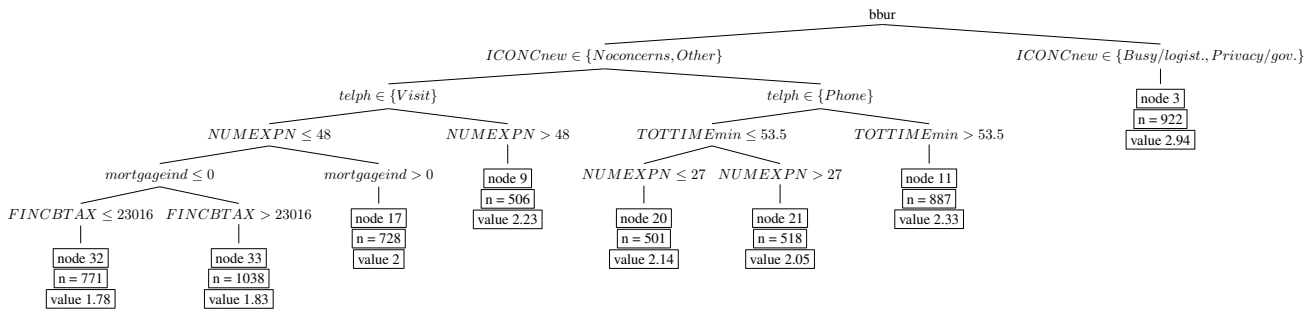 bbur
ICONCnew ∈ {Noconcerns, Other}
ICONCnew ∈ {Busy/logist., Privacy/gov.}
telph ∈ {Visit}
telph ∈ {Phone}
node 3
n = 922
value 2.94
NUMEXPN ≤ 48
NUMEXPN > 48
TOTTIMEmin ≤ 53.5
TOTTIMEmin > 53.5
mortgageind ≤ 0
mortgageind > 0
node 9
n = 506
value 2.23
NUMEXPN ≤ 27
NUMEXPN > 27
node 11
n = 887
value 2.33
FINCBTAX ≤ 23016
FINCBTAX > 23016
node 17
n = 728
value 2
node 20
n = 501
value 2.14
node 21
n = 518
value 2.05
node 32
n = 771
value 1.78
node 33
n = 1038
value 1.83